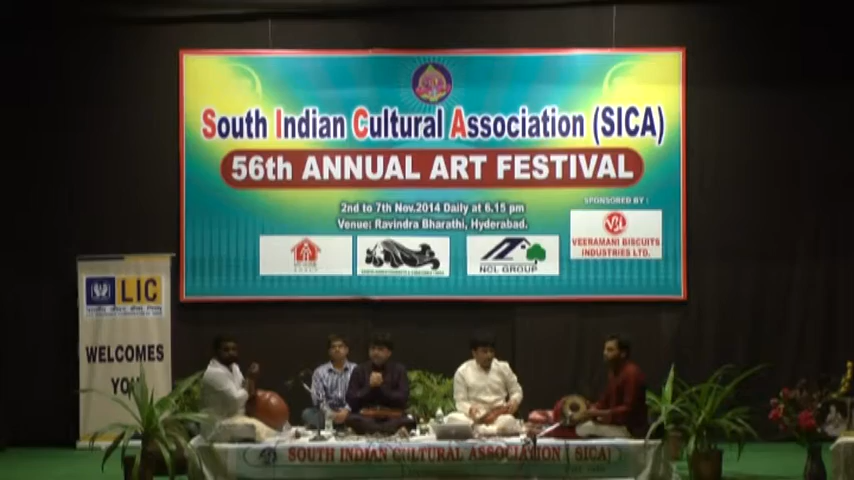 South Indian Cultural Association (SICA)
56th ANNUAL ART FESTIVAL
2nd to 7th Nov.2014 Daily at 6.15 pm
Venue: Ravindra Bharathi, Hyderabad.
SPONSORED BY :
VEERAMANI BISCUITS
INDUSTRIES LTD.
NCL GROUP
LIC
WELCOMES
YOU
SOUTH INDIAN CULTURAL ASSOCIATION ( SICA)